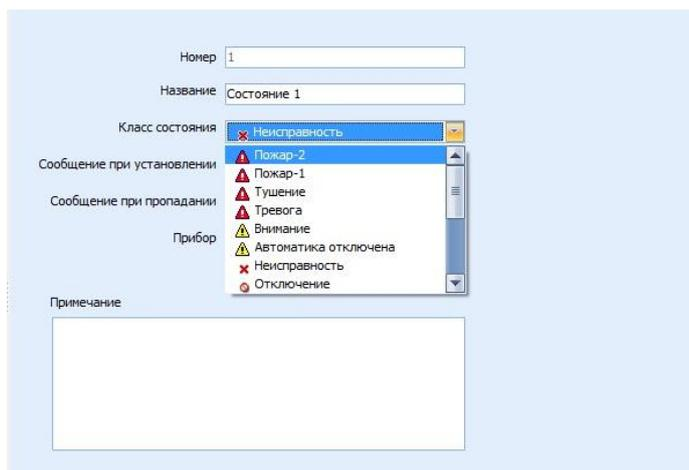 Номер 1
Название Состояние 1
Класс состояния Неисправность
Пожар-2
Сообщение при установлении
Пожар-1
Тушение
Сообщение при пропадании
Тревога
Внимание
Прибор
Автоматика отключена
Неисправность
Отключение
Примечание